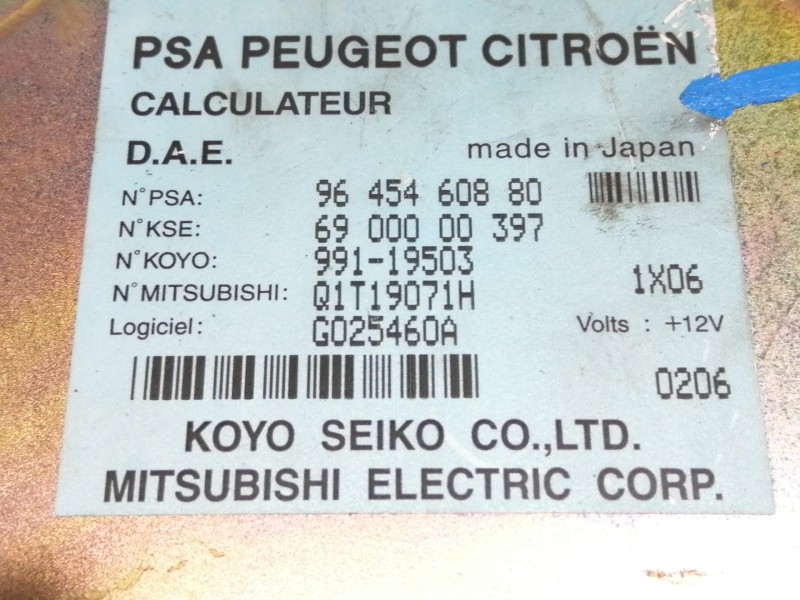 PSA PEUGEOT CITROËN
CALCULATEUR
D.A.E. made in Japan
N°PSA: 96 454 608 80
N°KSE: 69 000 00 397
N°KOYO: 991-19503
N°MITSUBISHI: Q1T19071H 1X06
Logiciel: G025460A Volts : +12V
0206
KOYO SEIKO CO.,LTD.
MITSUBISHI ELECTRIC CORP.